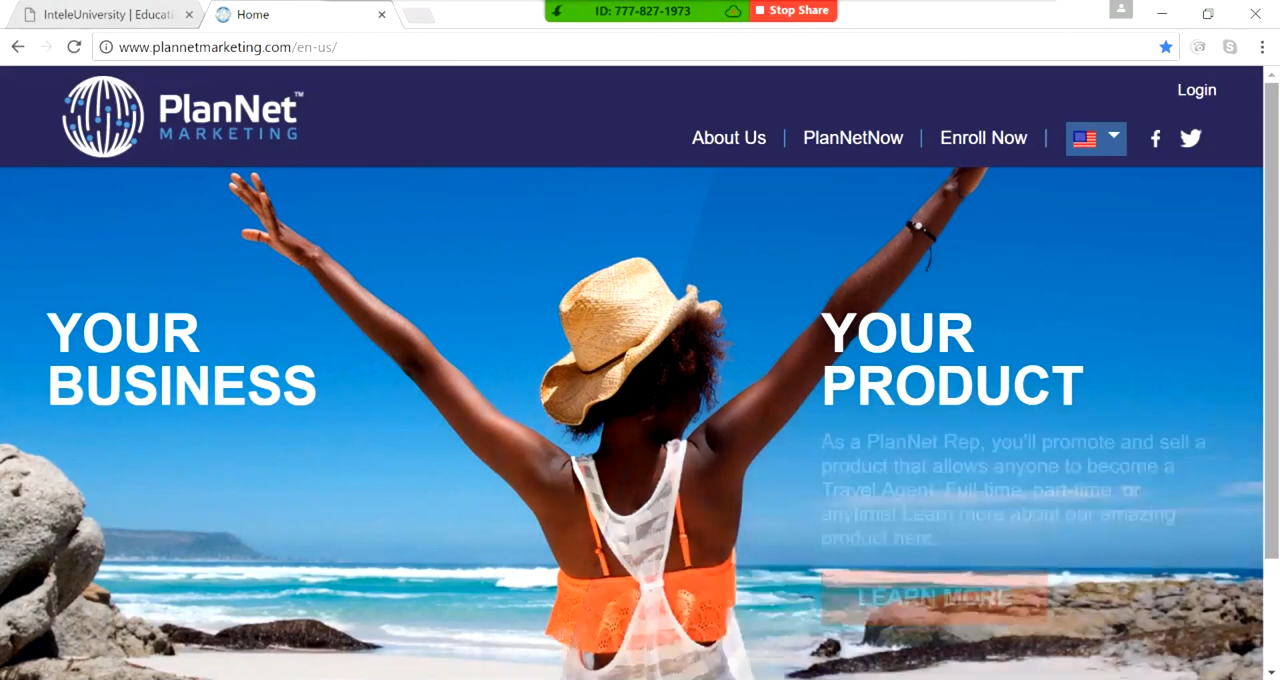 InteleUniversity | Educati
Home
ID: 777-827-1973
Stop Share
www.plannetmarketing.com/en-us/
PlanNet™
MARKETING
Login
About Us | PlanNetNow | Enroll Now |
YOUR
BUSINESS
YOUR
PRODUCT
As a PlanNet Rep, you'll promote and sell a
product that allows anyone to become a
Travel Agent. Full-time, part-time, or
anytime! Learn more about our amazing
product here.
LEARN MORE